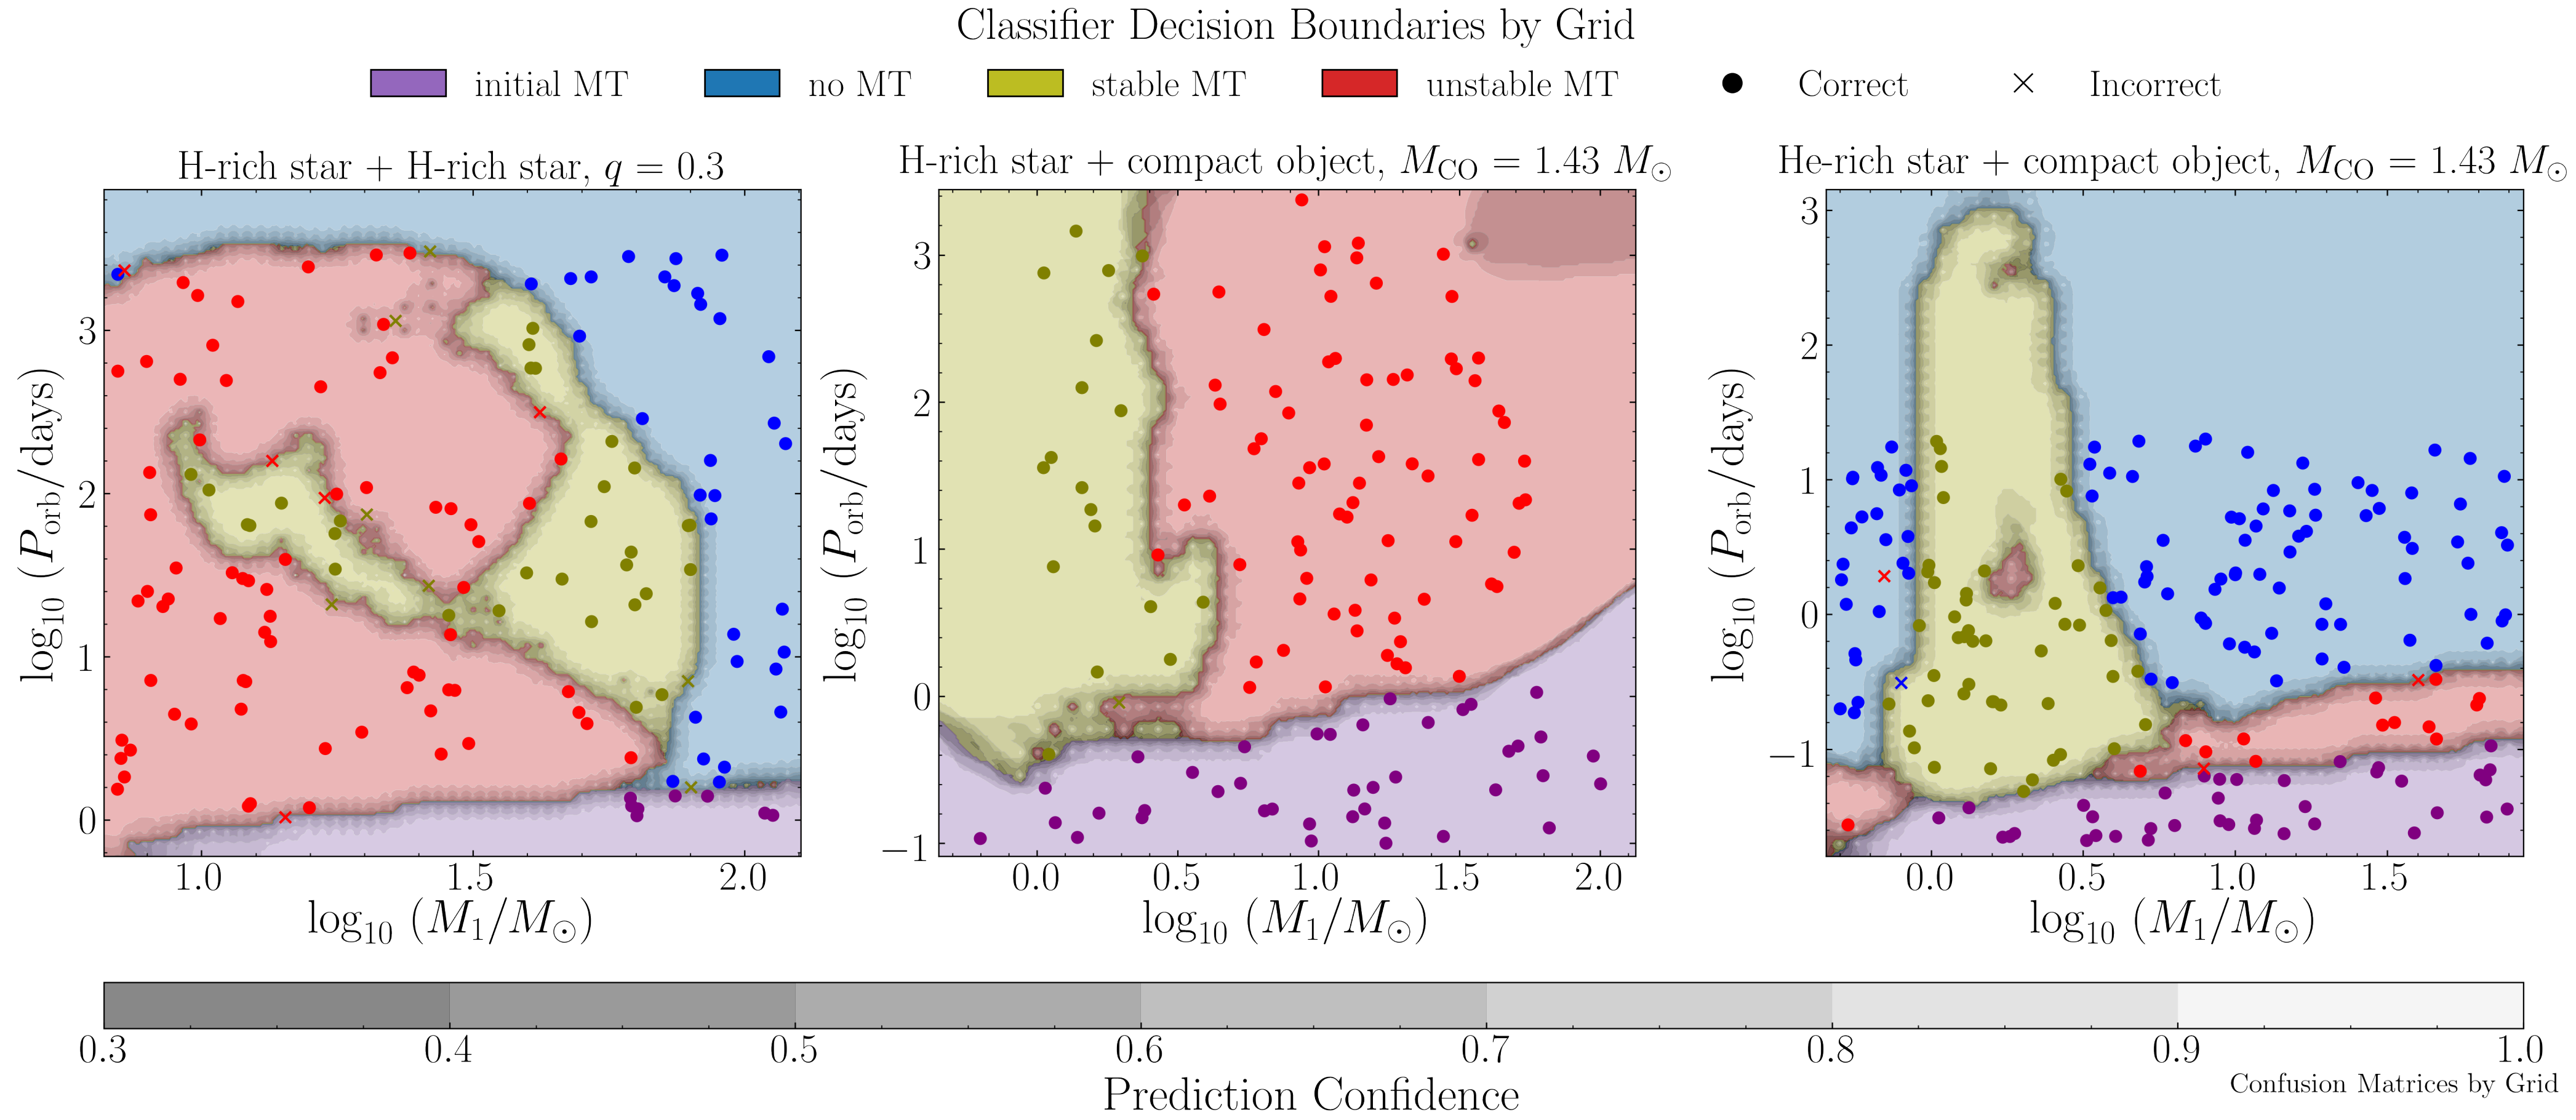 Classifier Decision Boundaries by Grid
initial MT no MT stable MT unstable MT Correct Incorrect
H-rich star + H-rich star, q = 0.3
H-rich star + compact object, M_CO = 1.43 M_⊙
He-rich star + compact object, M_CO = 1.43 M_⊙
log₁₀ (P_orb/days)
3
2
1
0
1.0 1.5 2.0
log₁₀ (M₁/M_⊙)
log₁₀ (P_orb/days)
3
2
1
0
−1
0.0 0.5 1.0 1.5 2.0
log₁₀ (M₁/M_⊙)
log₁₀ (P_orb/days)
3
2
1
0
−1
0.0 0.5 1.0 1.5
log₁₀ (M₁/M_⊙)
0.3 0.4 0.5 0.6 0.7 0.8 0.9 1.0
Prediction Confidence
Confusion Matrices by Grid